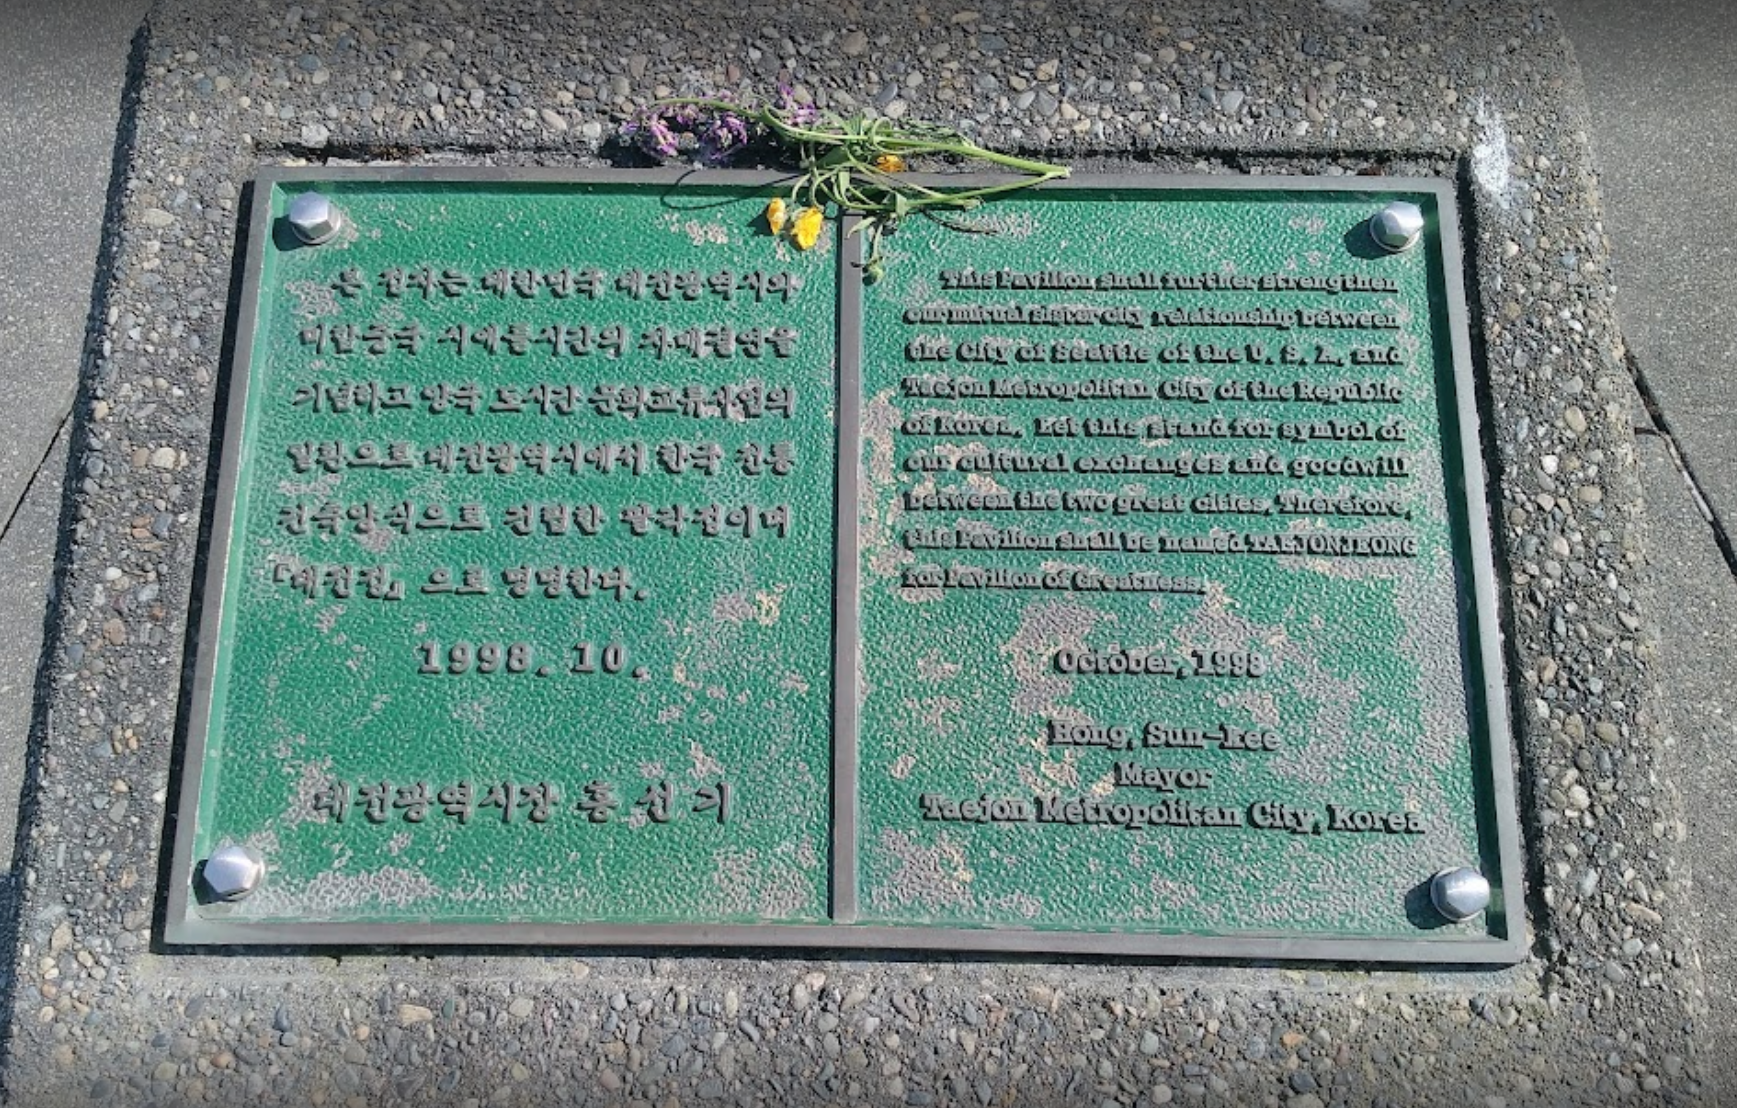 본 정자는 대한민국 대전광역시와
미합중국 시애틀시간의 자매결연을
기념하고 양국 도시간 문화교류사업의
일환으로 대전광역시에서 한국 전통
건축양식으로 건립한 팔각정이며
『대전정』 으로 명명한다.
1998. 10.
대전광역시장 홍 선 기
This Pavilion shall further strengthen
our mutual sister city relationship between
the City of Seattle of the U. S. A., and
Taejon Metropolitan City of the Republic
of Korea. Let this stand for symbol of
our cultural exchanges and goodwill
between the two great cities. Therefore,
this Pavilion shall be named TAEJONJEONG
for Pavilion of Greatness.
October, 1998
Hong, Sun-kee
Mayor
Taejon Metropolitan City, Korea